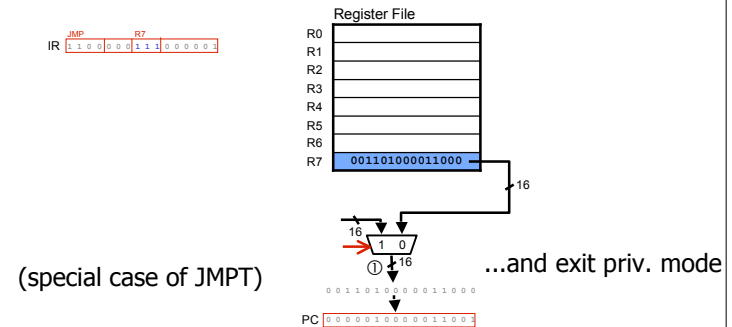 Register File
JMP R7
IR 1 1 0 0 0 0 0 1 1 1 0 0 0 0 0 1
R0
R1
R2
R3
R4
R5
R6
R7 001101000011000
16
16
1 0
① 16
(special case of JMPT)
...and exit priv. mode
0 0 1 1 0 1 0 0 0 0 0 1 1 0 0 0
PC 0 0 0 0 0 1 0 0 0 0 0 1 1 0 0 1